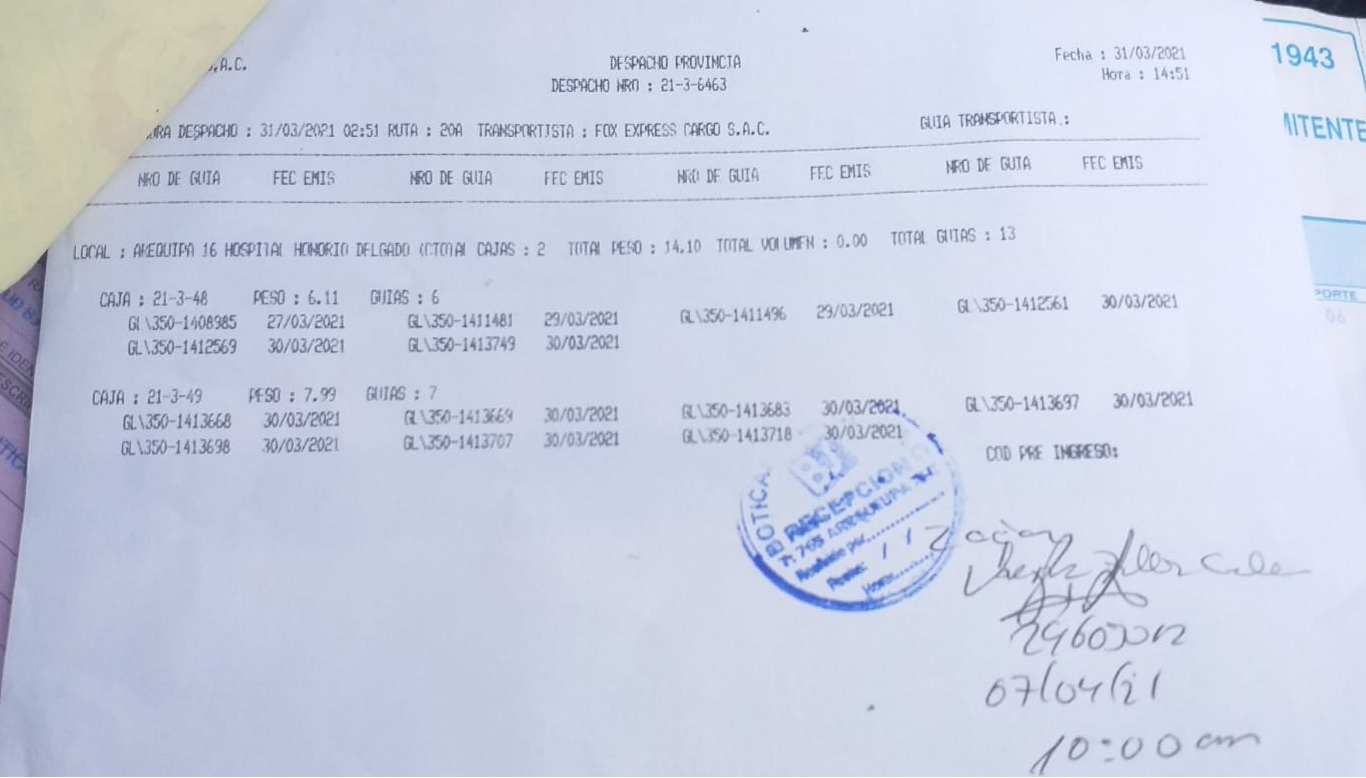 .A.C. DESPACHO PROVINCIA Fecha : 31/03/2021
DESPACHO NRO : 21-3-6463 Hora : 14:51
1943
MITENTE
DESPACHO : 31/03/2021 02:51 RUTA : 20A TRANSPORTISTA : FOX EXPRESS CARGO S.A.C. GUIA TRANSPORTISTA :
NRO DE GUIA FEC EMIS NRO DE GUIA FEC EMIS NRO DE GUIA FEC EMIS NRO DE GUIA FEC EMIS
LOCAL : AREQUIPA 16 HOSPITAL HONORIO DELGADO (CTOTAL CAJAS : 2 TOTAL PESO : 14.10 TOTAL VOLUMEN : 0.00 TOTAL GUIAS : 13
CAJA : 21-3-48 PESO : 6.11 GUIAS : 6
GL\350-1408985 27/03/2021 GL\350-1411481 29/03/2021 GL\350-1411496 29/03/2021 GL\350-1412561 30/03/2021
GL\350-1412569 30/03/2021 GL\350-1413749 30/03/2021
PORTE
06
CAJA : 21-3-49 PESO : 7.99 GUIAS : 7
GL\350-1413668 30/03/2021 GL\350-1413669 30/03/2021 GL\350-1413683 30/03/2021 GL\350-1413697 30/03/2021
GL\350-1413698 30/03/2021 GL\350-1413707 30/03/2021 GL\350-1413718 30/03/2021
COD PRE INGRESO:
BOTICA
RECEPCION
AREQUIPA
Recibido por:
Fecha:
Hora:
07/04/21
10:00 am